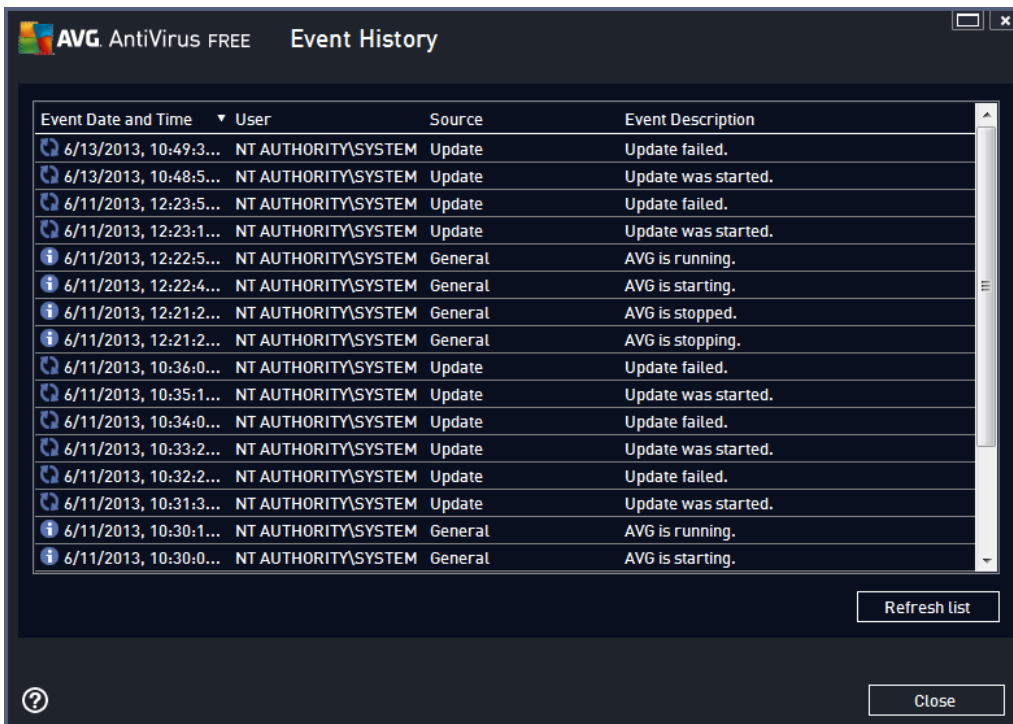 AVG. AntiVirus FREE Event History
Event Date and Time User Source Event Description
6/13/2013, 10:49:3... NT AUTHORITY\SYSTEM Update Update failed.
6/13/2013, 10:48:5... NT AUTHORITY\SYSTEM Update Update was started.
6/11/2013, 12:23:5... NT AUTHORITY\SYSTEM Update Update failed.
6/11/2013, 12:23:1... NT AUTHORITY\SYSTEM Update Update was started.
6/11/2013, 12:22:5... NT AUTHORITY\SYSTEM General AVG is running.
6/11/2013, 12:22:4... NT AUTHORITY\SYSTEM General AVG is starting.
6/11/2013, 12:21:2... NT AUTHORITY\SYSTEM General AVG is stopped.
6/11/2013, 12:21:2... NT AUTHORITY\SYSTEM General AVG is stopping.
6/11/2013, 10:36:0... NT AUTHORITY\SYSTEM Update Update failed.
6/11/2013, 10:35:1... NT AUTHORITY\SYSTEM Update Update was started.
6/11/2013, 10:34:0... NT AUTHORITY\SYSTEM Update Update failed.
6/11/2013, 10:33:2... NT AUTHORITY\SYSTEM Update Update was started.
6/11/2013, 10:32:2... NT AUTHORITY\SYSTEM Update Update failed.
6/11/2013, 10:31:3... NT AUTHORITY\SYSTEM Update Update was started.
6/11/2013, 10:30:1... NT AUTHORITY\SYSTEM General AVG is running.
6/11/2013, 10:30:0... NT AUTHORITY\SYSTEM General AVG is starting.
Refresh list
Close